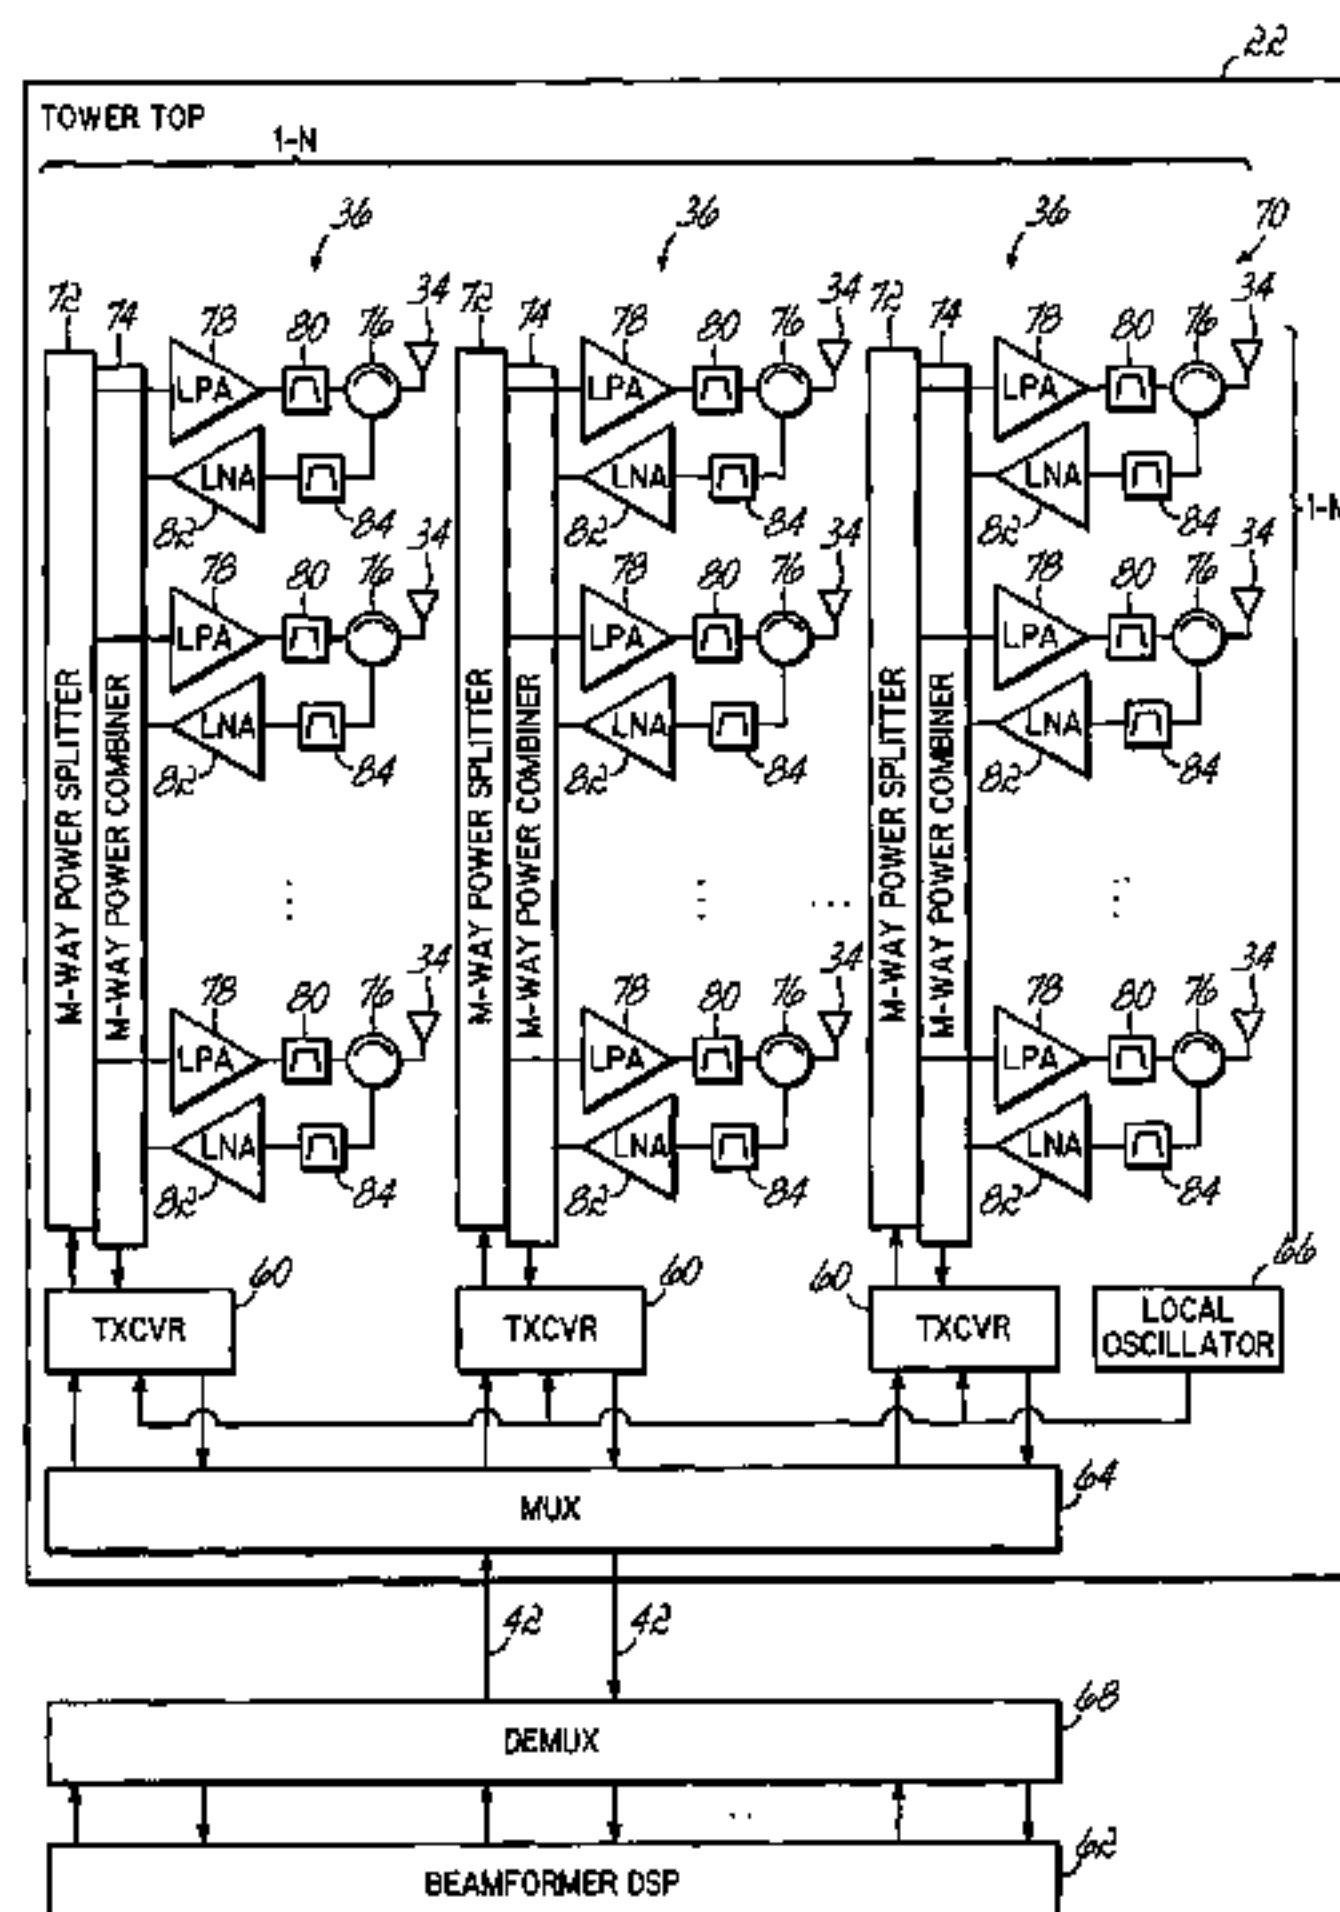 22
TOWER TOP
1-N
36 36 36 70
72 74 78 80 76 34 72 74 78 80 76 34 72 74 78 80 76 34
LPA LPA LPA
LNA LNA LNA
82 84 82 84 82 84
78 80 76 34 78 80 76 34 78 80 76 34
LPA LPA LPA
LNA LNA LNA
82 84 82 84 82 84
M-WAY POWER SPLITTER
M-WAY POWER COMBINER
M-WAY POWER SPLITTER
M-WAY POWER COMBINER
M-WAY POWER SPLITTER
M-WAY POWER COMBINER
78 80 76 34 78 80 76 34 78 80 76 34
LPA LPA LPA
LNA LNA LNA
82 84 82 84 82 84
60 60 60 66
TXCVR TXCVR TXCVR LOCAL
OSCILLATOR
MUX 64
42 42
DEMUX 68
BEAMFORMER DSP 62